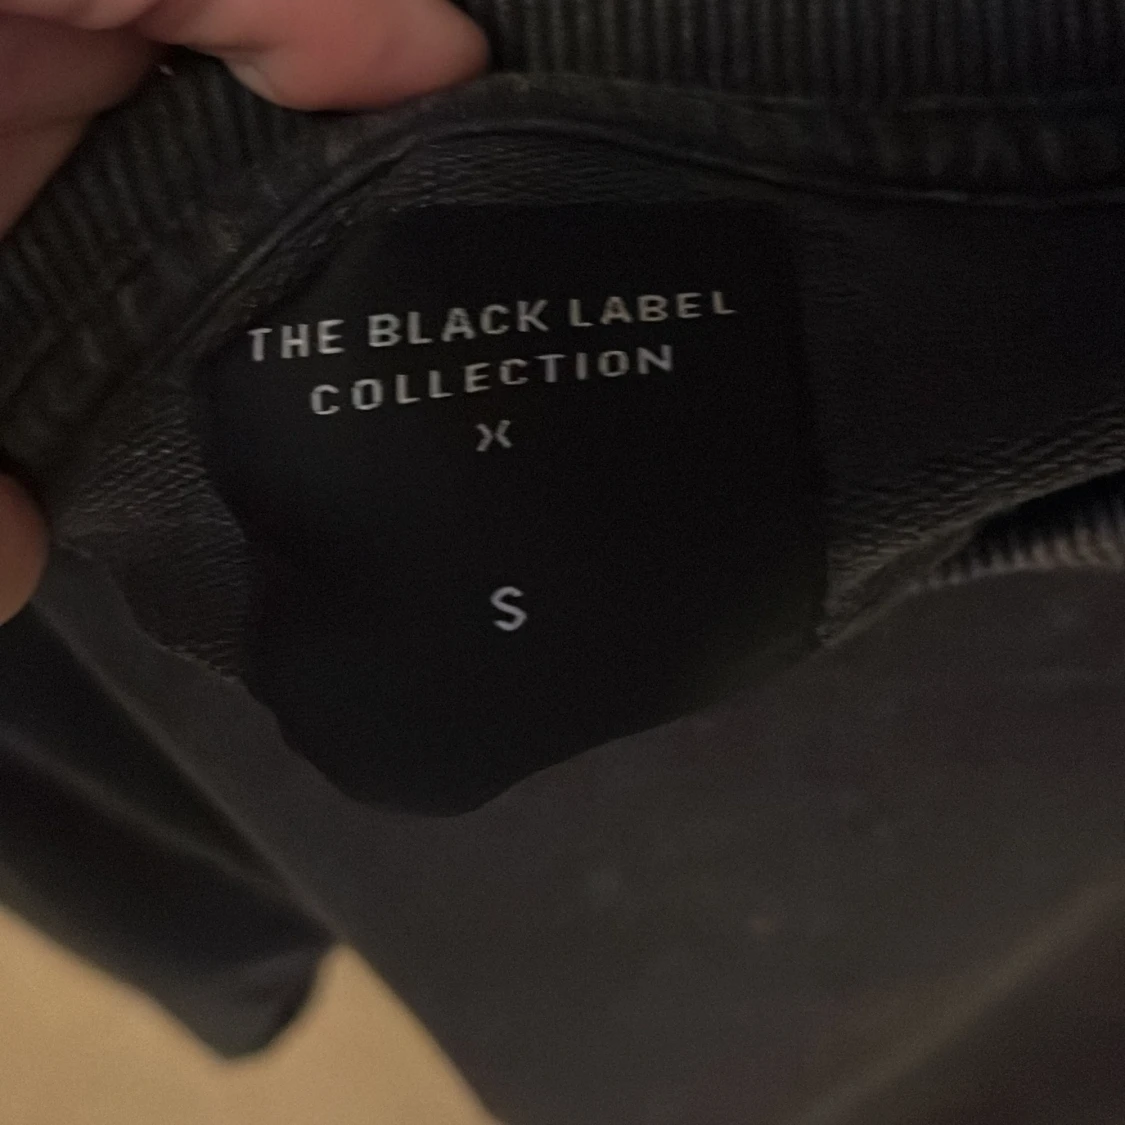 THE BLACK LABEL
COLLECTION
X
S